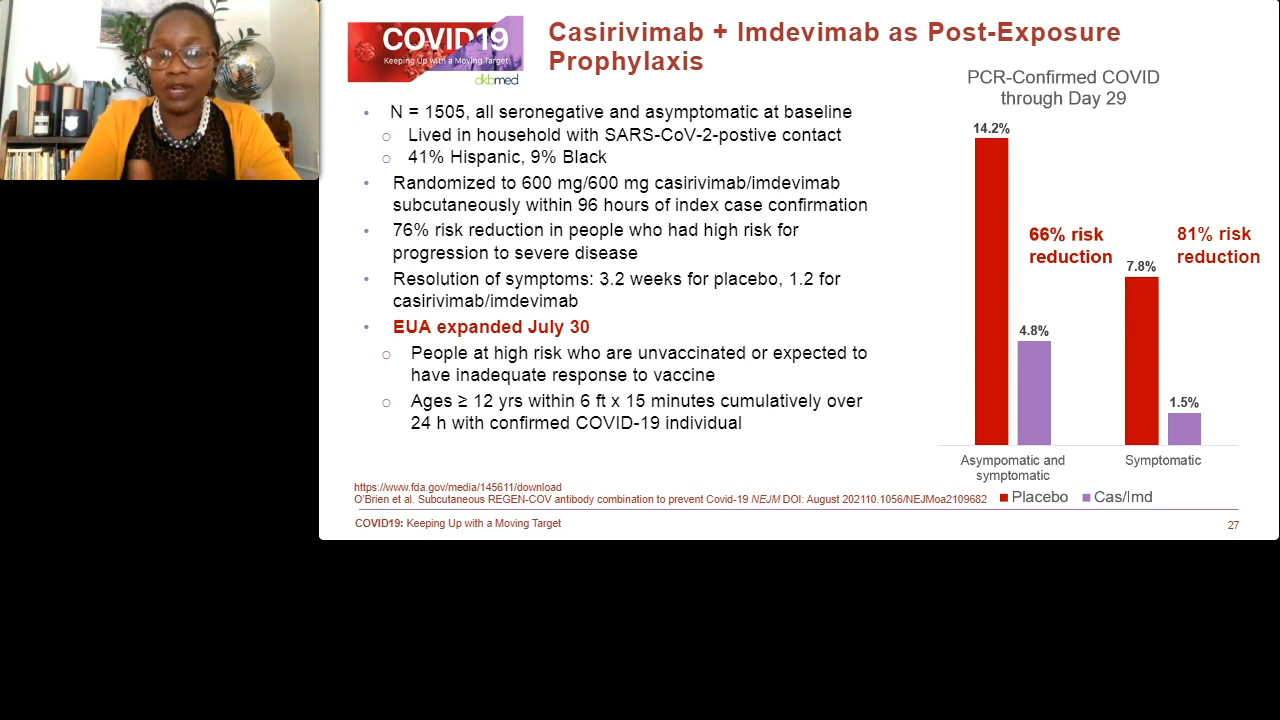 COVID19
Keeping Up with a Moving Target
dkbmed
Casirivimab + Imdevimab as Post-Exposure
Prophylaxis
• N = 1505, all seronegative and asymptomatic at baseline
o Lived in household with SARS-CoV-2-postive contact
o 41% Hispanic, 9% Black
• Randomized to 600 mg/600 mg casirivimab/imdevimab
subcutaneously within 96 hours of index case confirmation
• 76% risk reduction in people who had high risk for
progression to severe disease
• Resolution of symptoms: 3.2 weeks for placebo, 1.2 for
casirivimab/imdevimab
• EUA expanded July 30
o People at high risk who are unvaccinated or expected to
have inadequate response to vaccine
o Ages ≥ 12 yrs within 6 ft x 15 minutes cumulatively over
24 h with confirmed COVID-19 individual
PCR-Confirmed COVID
through Day 29
14.2%
66% risk
reduction
4.8%
81% risk
reduction
7.8%
1.5%
Asympomatic and
symptomatic
Symptomatic
Placebo Cas/Imd
https://www.fda.gov/media/145611/download
O'Brien et al. Subcutaneous REGEN-COV antibody combination to prevent Covid-19 NEJM DOI: August 202110.1056/NEJMoa2109682
COVID19: Keeping Up with a Moving Target
27